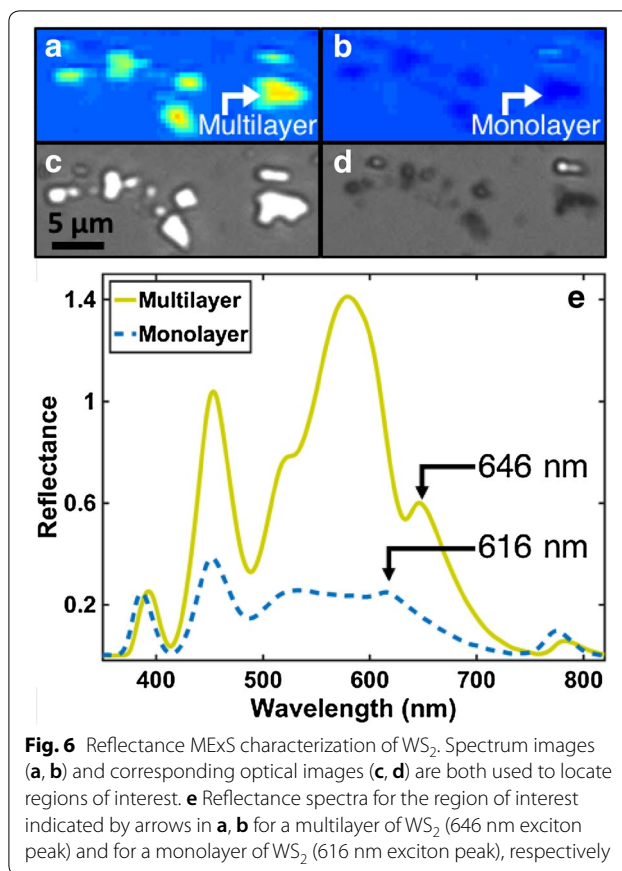 a
b
Multilayer
Monolayer
c
d
5 μm
1.4
Multilayer
e
Monolayer
1
Reflectance
646 nm
0.6
616 nm
0.2
400 500 600 700 800
Wavelength (nm)
Fig. 6 Reflectance MExS characterization of WS₂. Spectrum images
(a, b) and corresponding optical images (c, d) are both used to locate
regions of interest. e Reflectance spectra for the region of interest
indicated by arrows in a, b for a multilayer of WS₂ (646 nm exciton
peak) and for a monolayer of WS₂ (616 nm exciton peak), respectively